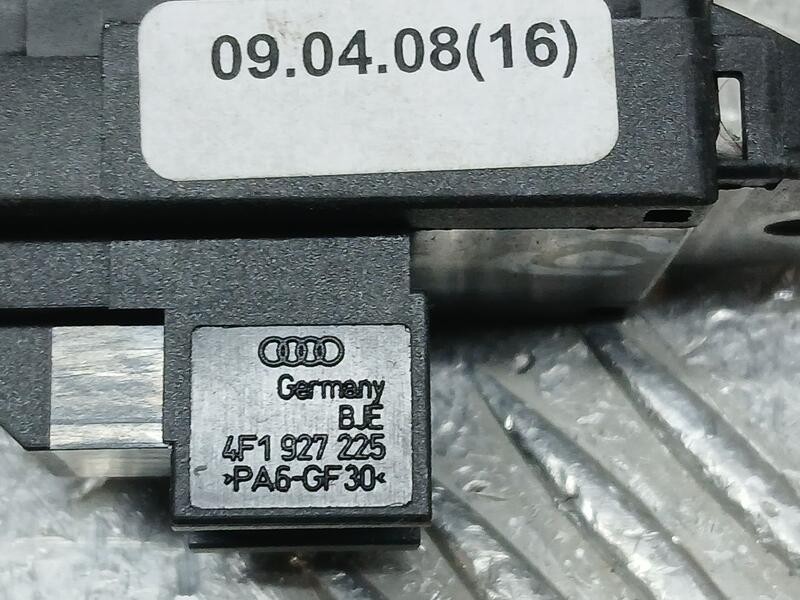 09.04.08(16)
Germany
BJE
4F1 927 225
>PA6-GF30<